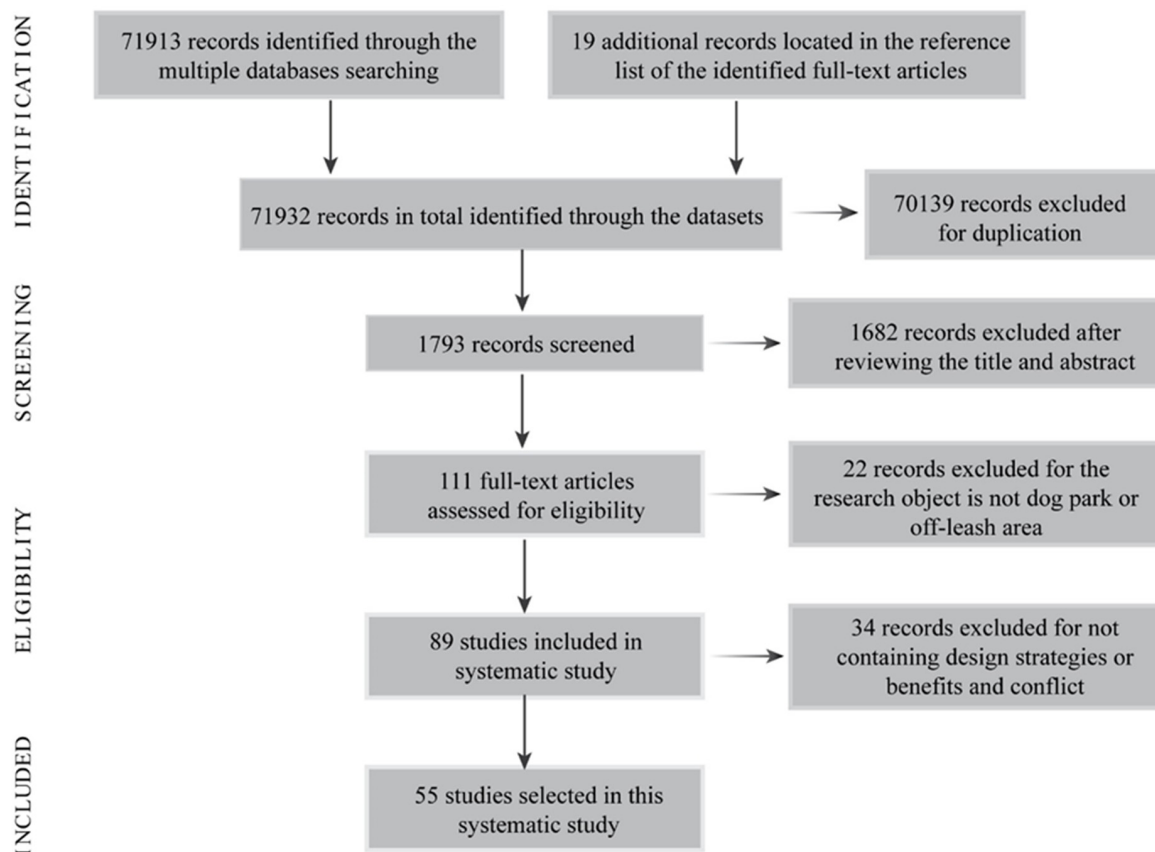 IDENTIFICATION
71913 records identified through the
multiple databases searching
19 additional records located in the reference
list of the identified full-text articles
71932 records in total identified through the datasets
70139 records excluded
for duplication
SCREENING
1793 records screened
1682 records excluded after
reviewing the title and abstract
ELIGIBILITY
111 full-text articles
assessed for eligibility
22 records excluded for the
research object is not dog park or
off-leash area
89 studies included in
systematic study
34 records excluded for not
containing design strategies or
benefits and conflict
INCLUDED
55 studies selected in this
systematic study